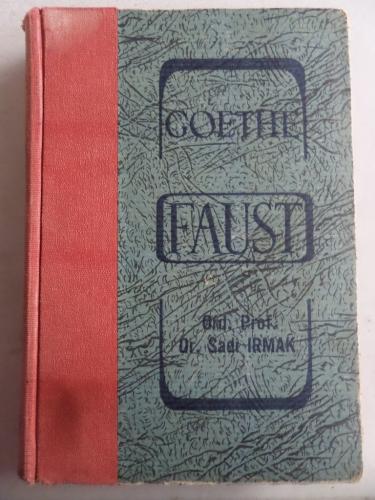 GOETHE
FAUST
Ord. Prof.
Dr. Sadi IRMAK